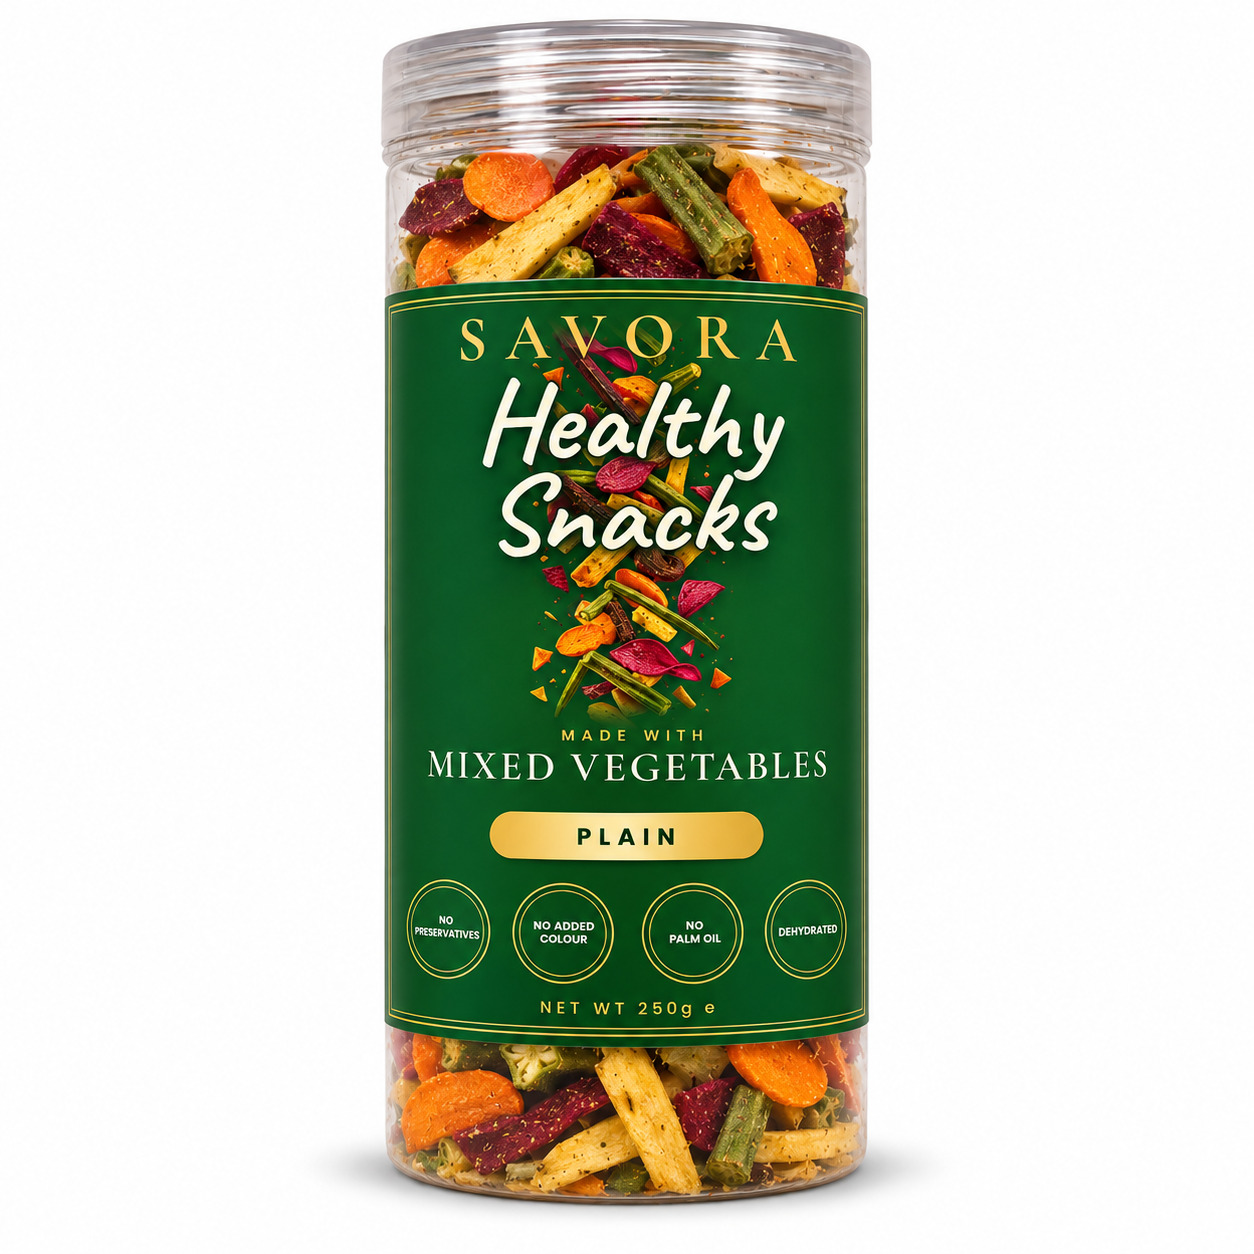 SAVORA
Healthy
Snacks
MADE WITH
MIXED VEGETABLES
PLAIN
NO
PRESERVATIVES
NO ADDED
COLOUR
NO
PALM OIL
DEHYDRATED
NET WT 250g e